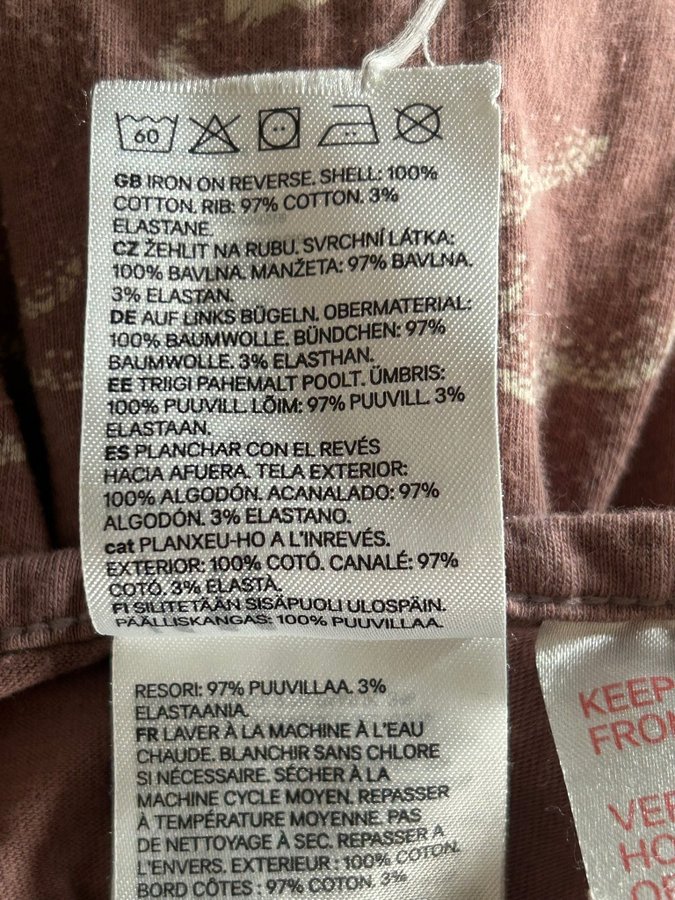 60
GB IRON ON REVERSE. SHELL: 100%
COTTON. RIB: 97% COTTON. 3%
ELASTANE.
CZ ŽEHLIT NA RUBU. SVRCHNÍ LÁTKA:
100% BAVLNA. MANŽETA: 97% BAVLNA.
3% ELASTAN.
DE AUF LINKS BÜGELN. OBERMATERIAL:
100% BAUMWOLLE. BÜNDCHEN: 97%
BAUMWOLLE. 3% ELASTHAN.
EE TRIIGI PAHEMALT POOLT. ÜMBRIS:
100% PUUVILL. LÕIM: 97% PUUVILL. 3%
ELASTAAN.
ES PLANCHAR CON EL REVÉS
HACIA AFUERA. TELA EXTERIOR:
100% ALGODÓN. ACANALADO: 97%
ALGODÓN. 3% ELASTANO.
cat PLANXEU-HO A L'INREVÉS.
EXTERIOR: 100% COTÓ. CANALÉ: 97%
COTÓ. 3% ELASTÀ.
FI SILITETÄÄN SISÄPUOLI ULOSPÄIN.
PÄÄLLISKANGAS: 100% PUUVILLAA.
RESORI: 97% PUUVILLAA. 3%
ELASTAANIA.
FR LAVER À LA MACHINE À L'EAU
CHAUDE. BLANCHIR SANS CHLORE
SI NÉCESSAIRE. SÉCHER À LA
MACHINE CYCLE MOYEN. REPASSER
À TEMPÉRATURE MOYENNE. PAS
DE NETTOYAGE À SEC. REPASSER A
L'ENVERS. EXTERIEUR : 100% COTON.
BORD CÔTES : 97% COTON. 3%
KEEP